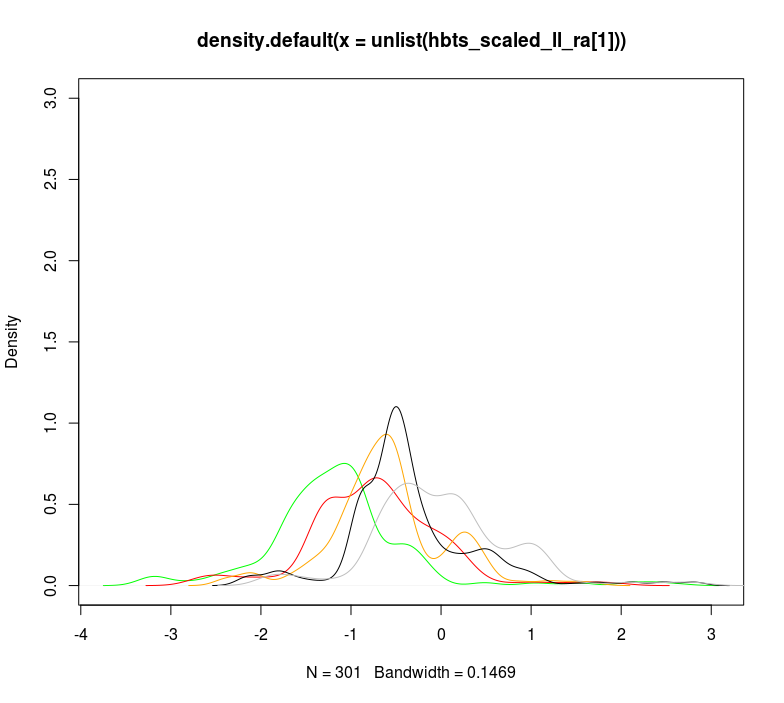 density.default(x = unlist(hbts_scaled_ll_ra[1]))
Density
3.0
2.5
2.0
1.5
1.0
0.5
0.0
-4 -3 -2 -1 0 1 2 3
N = 301 Bandwidth = 0.1469